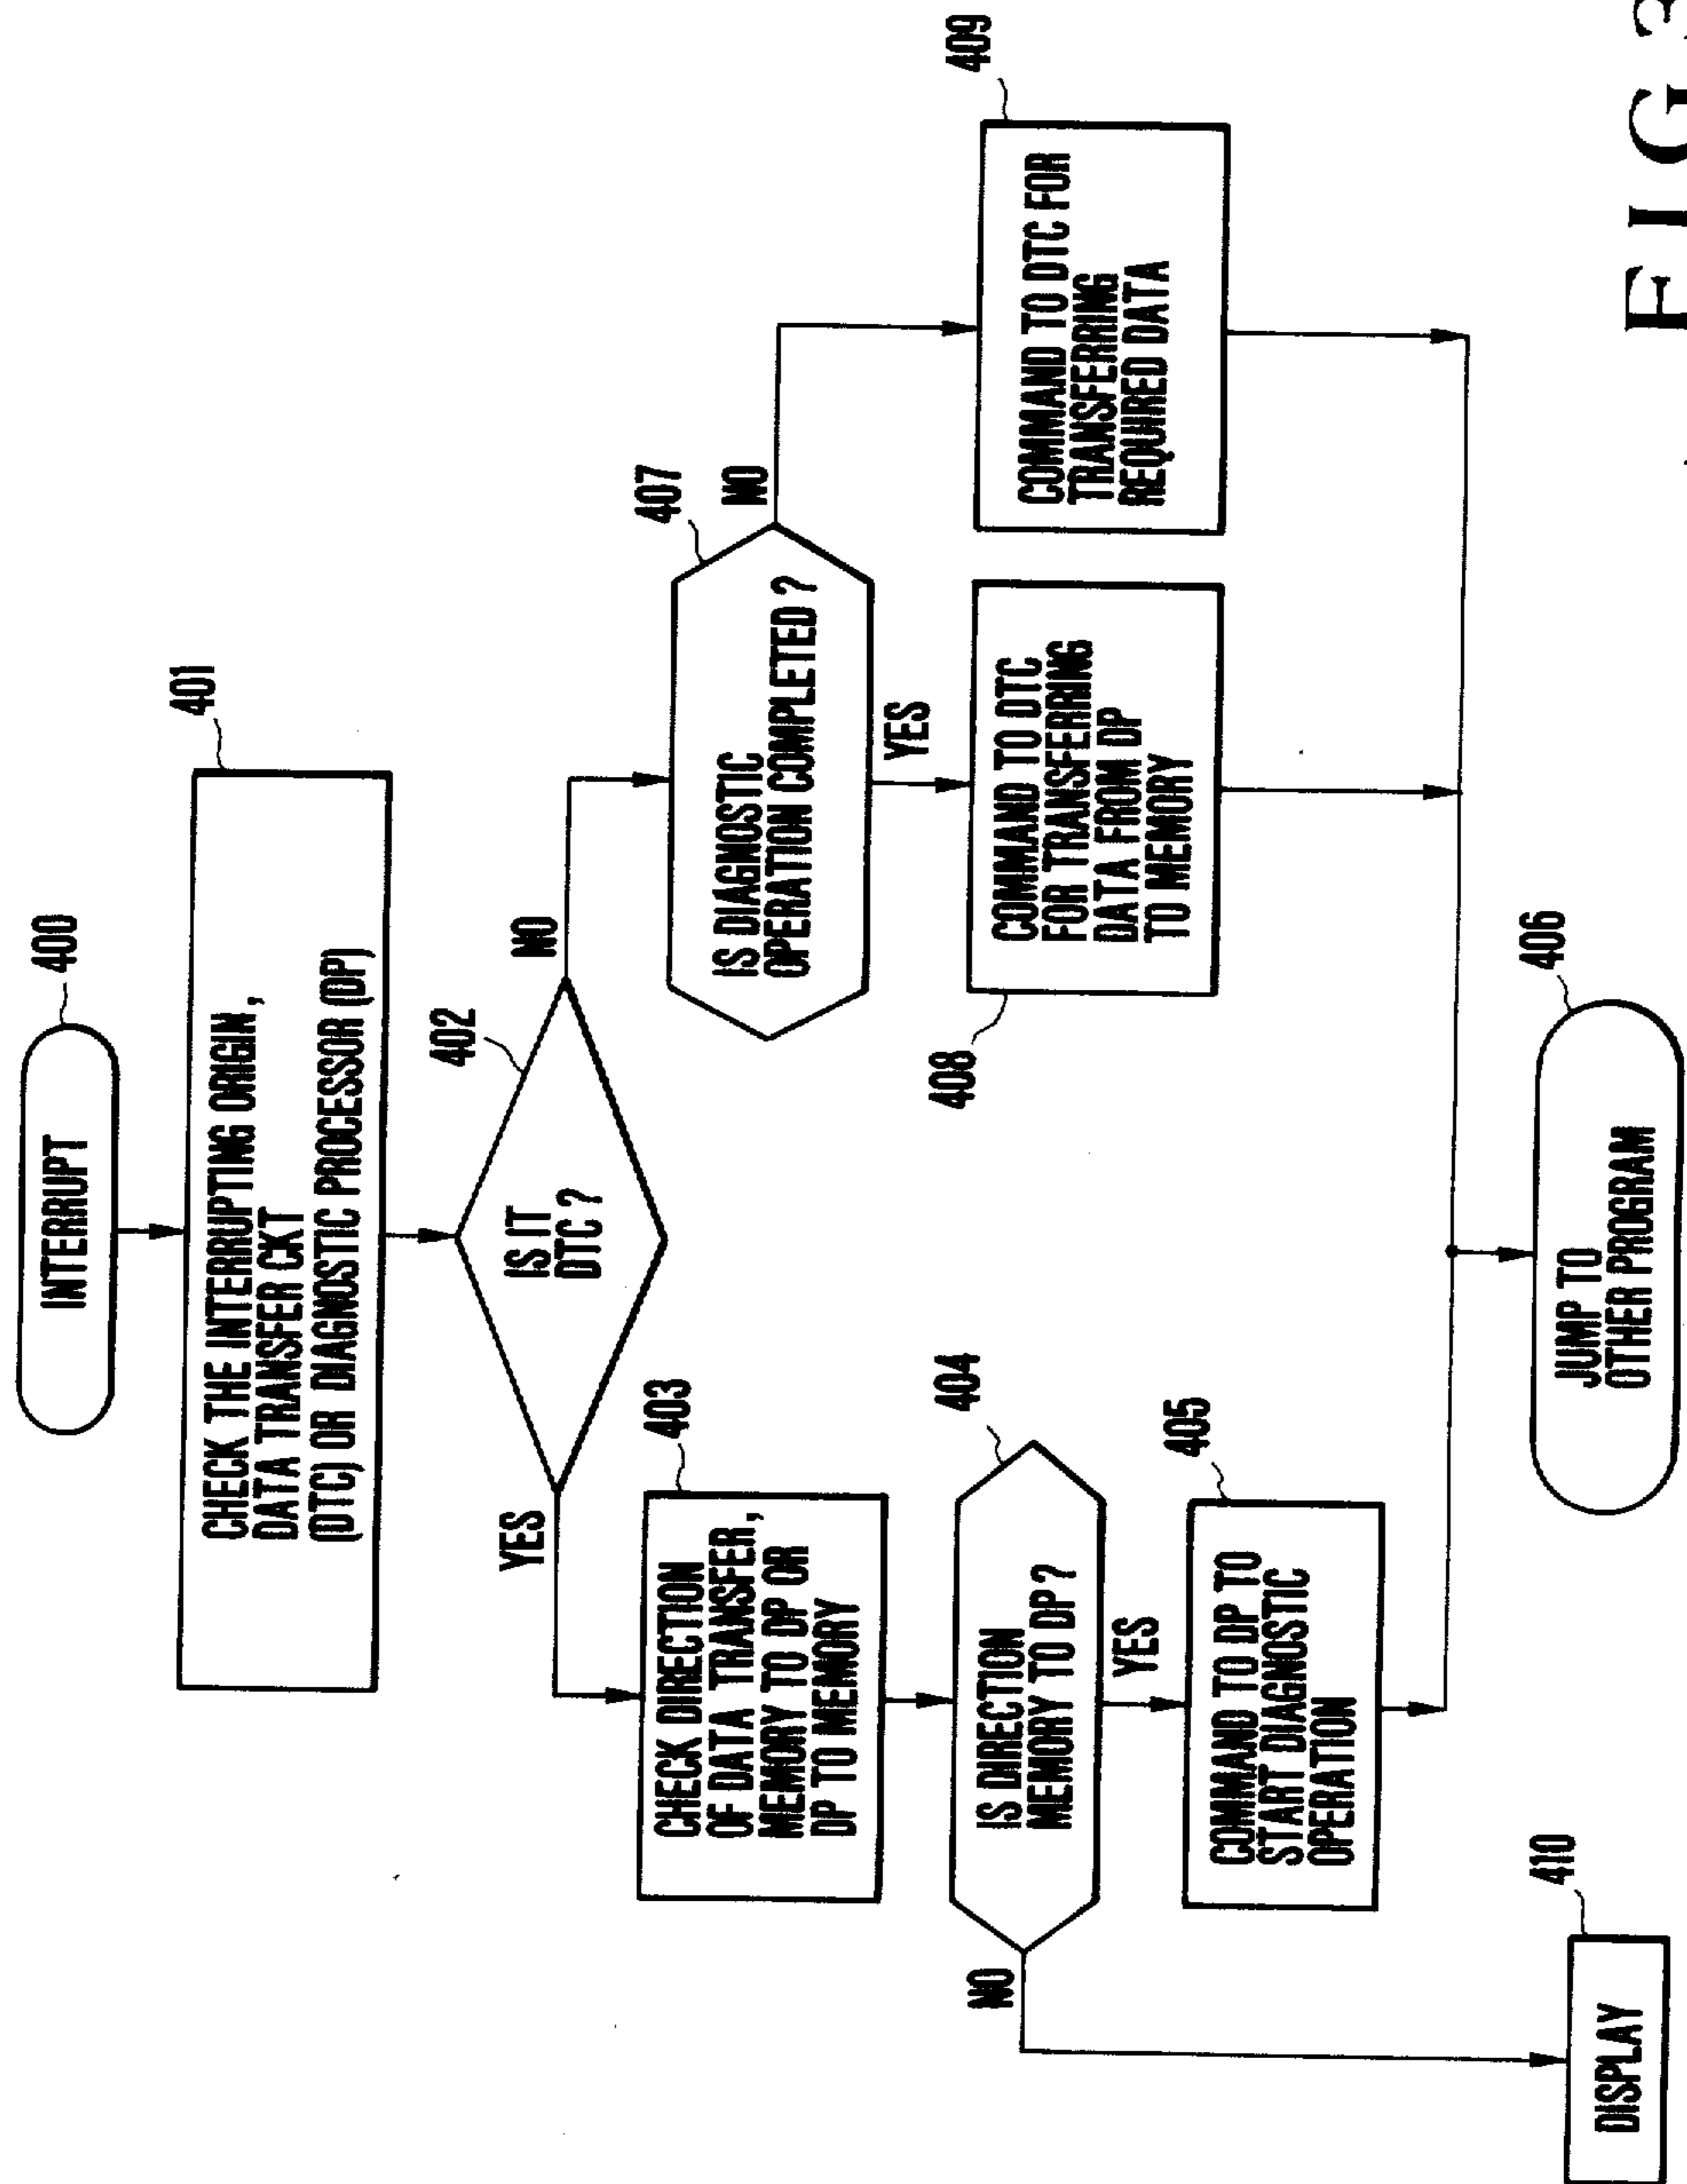 400
INTERRUPT
401
CHECK THE INTERRUPTING ORIGIN,
DATA TRANSFER CKT
(DTC) OR DIAGNOSTIC PROCESSOR (DP)
402
IS IT
DTC?
YES
NO
403
CHECK DIRECTION
OF DATA TRANSFER,
MEMORY TO DP OR
DP TO MEMORY
407
IS DIAGNOSTIC
OPERATION COMPLETED?
NO
YES
404
IS DIRECTION
MEMORY TO DP?
NO
YES
408
COMMAND TO DTC
FOR TRANSFERRING
DATA FROM DP
TO MEMORY
409
COMMAND TO DTC FOR
TRANSFERRING
REQUIRED DATA
405
COMMAND TO DP TO
START DIAGNOSTIC
OPERATION
410
DISPLAY
406
JUMP TO
OTHER PROGRAM
FIG3